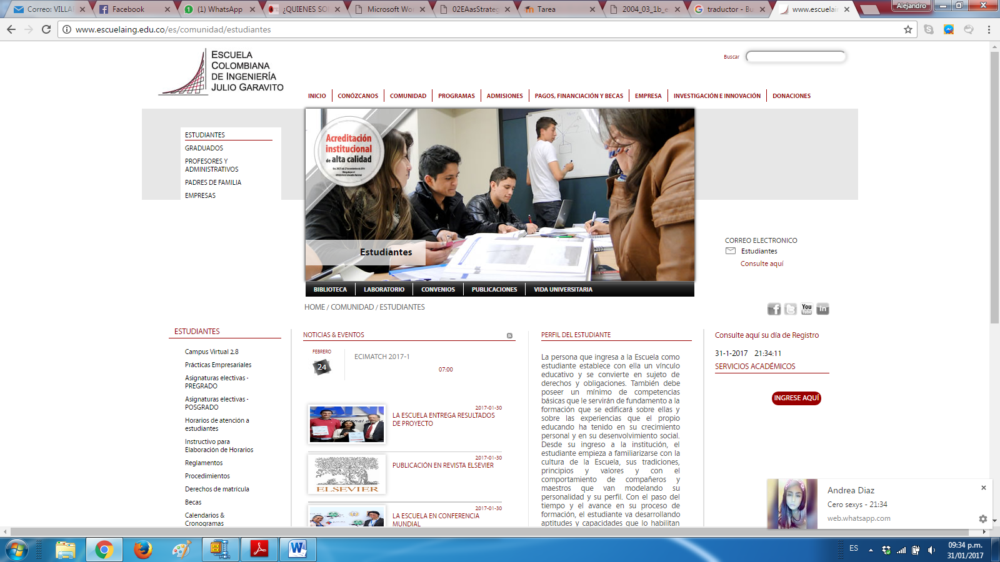 Correo: VILLA
Facebook
(1) WhatsApp
¿QUIENES SO
Microsoft Wo
02EAasStrate
Tarea
2004_03_1b_e
traductor - Bu
www.escuelain
Alejandro
www.escuelaing.edu.co/es/comunidad/estudiantes
ESCUELA
COLOMBIANA
DE INGENIERÍA
JULIO GARAVITO
Buscar
INICIO
CONÓZCANOS
COMUNIDAD
PROGRAMAS
ADMISIONES
PAGOS, FINANCIACIÓN Y BECAS
EMPRESA
INVESTIGACIÓN E INNOVACIÓN
DONACIONES
ESTUDIANTES
GRADUADOS
PROFESORES Y
ADMINISTRATIVOS
PADRES DE FAMILIA
EMPRESAS
Acreditación
institucional
de alta calidad
Estudiantes
CORREO ELECTRONICO
Estudiantes
Consulte aquí
BIBLIOTECA
LABORATORIO
CONVENIOS
PUBLICACIONES
VIDA UNIVERSITARIA
HOME / COMUNIDAD / ESTUDIANTES
f
t
You
in
ESTUDIANTES
Campus Virtual 2.8
Prácticas Empresariales
Asignaturas electivas -
PREGRADO
Asignaturas electivas -
POSGRADO
Horarios de atención a
estudiantes
Instructivo para
Elaboración de Horarios
Reglamentos
Procedimientos
Derechos de matrícula
Becas
Calendarios &
Cronogramas
NOTICIAS & EVENTOS
FEBRERO
24
ECIMATCH 2017-1
07:00
2017-01-30
LA ESCUELA ENTREGA RESULTADOS
DE PROYECTO
2017-01-30
PUBLICACIÓN EN REVISTA ELSEVIER
ELSEVIER
2017-01-30
LA ESCUELA EN CONFERENCIA
MUNDIAL
PERFIL DEL ESTUDIANTE
La persona que ingresa a la Escuela como
estudiante establece con ella un vínculo
educativo y se convierte en sujeto de
derechos y obligaciones. También debe
poseer un mínimo de competencias
básicas que le servirán de fundamento a la
formación que se edificará sobre ellas y
sobre las experiencias que el propio
educando ha tenido en su crecimiento
personal y en su desenvolvimiento social.
Desde su ingreso a la institución, el
estudiante empieza a familiarizarse con la
cultura de la Escuela, sus tradiciones,
principios y valores y con el
comportamiento de compañeros y
maestros que van modelando su
personalidad y su perfil. Con el paso del
tiempo y el avance en su proceso de
formación, el estudiante va desarrollando
aptitudes y capacidades que lo habilitan
Consulte aquí su día de Registro
31-1-2017 21:34:11
SERVICIOS ACADÉMICOS
INGRESE AQUÍ
Andrea Diaz
Cero sexys - 21:34
web.whatsapp.com
ES
09:34 p.m.
31/01/2017